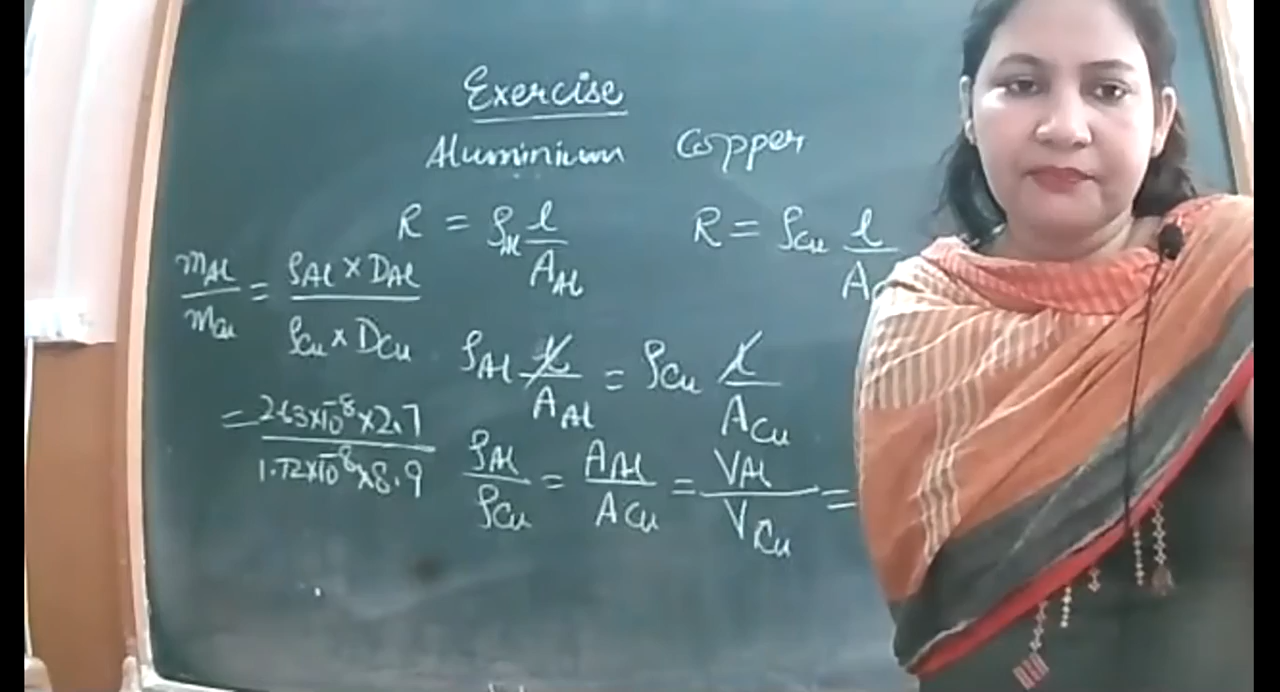 Exercise
Aluminium Copper
R = ρAl l/AAl
R = ρCu l/A
mAl/mCu = ρAl × DAl / ρCu × DCu
ρAl l/AAl = ρCu l/ACu
= 2.63×10⁻⁸×2.7 / 1.72×10⁻⁸×8.9
ρAl/ρCu = AAl/ACu = VAl/VCu =